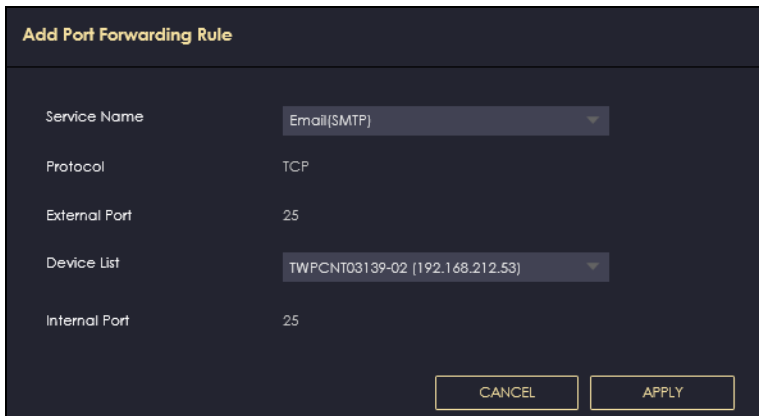 Add Port Forwarding Rule
Service Name Email(SMTP)
Protocol TCP
External Port 25
Device List TWPCNT03139-02 (192.168.212.53)
Internal Port 25
CANCEL APPLY